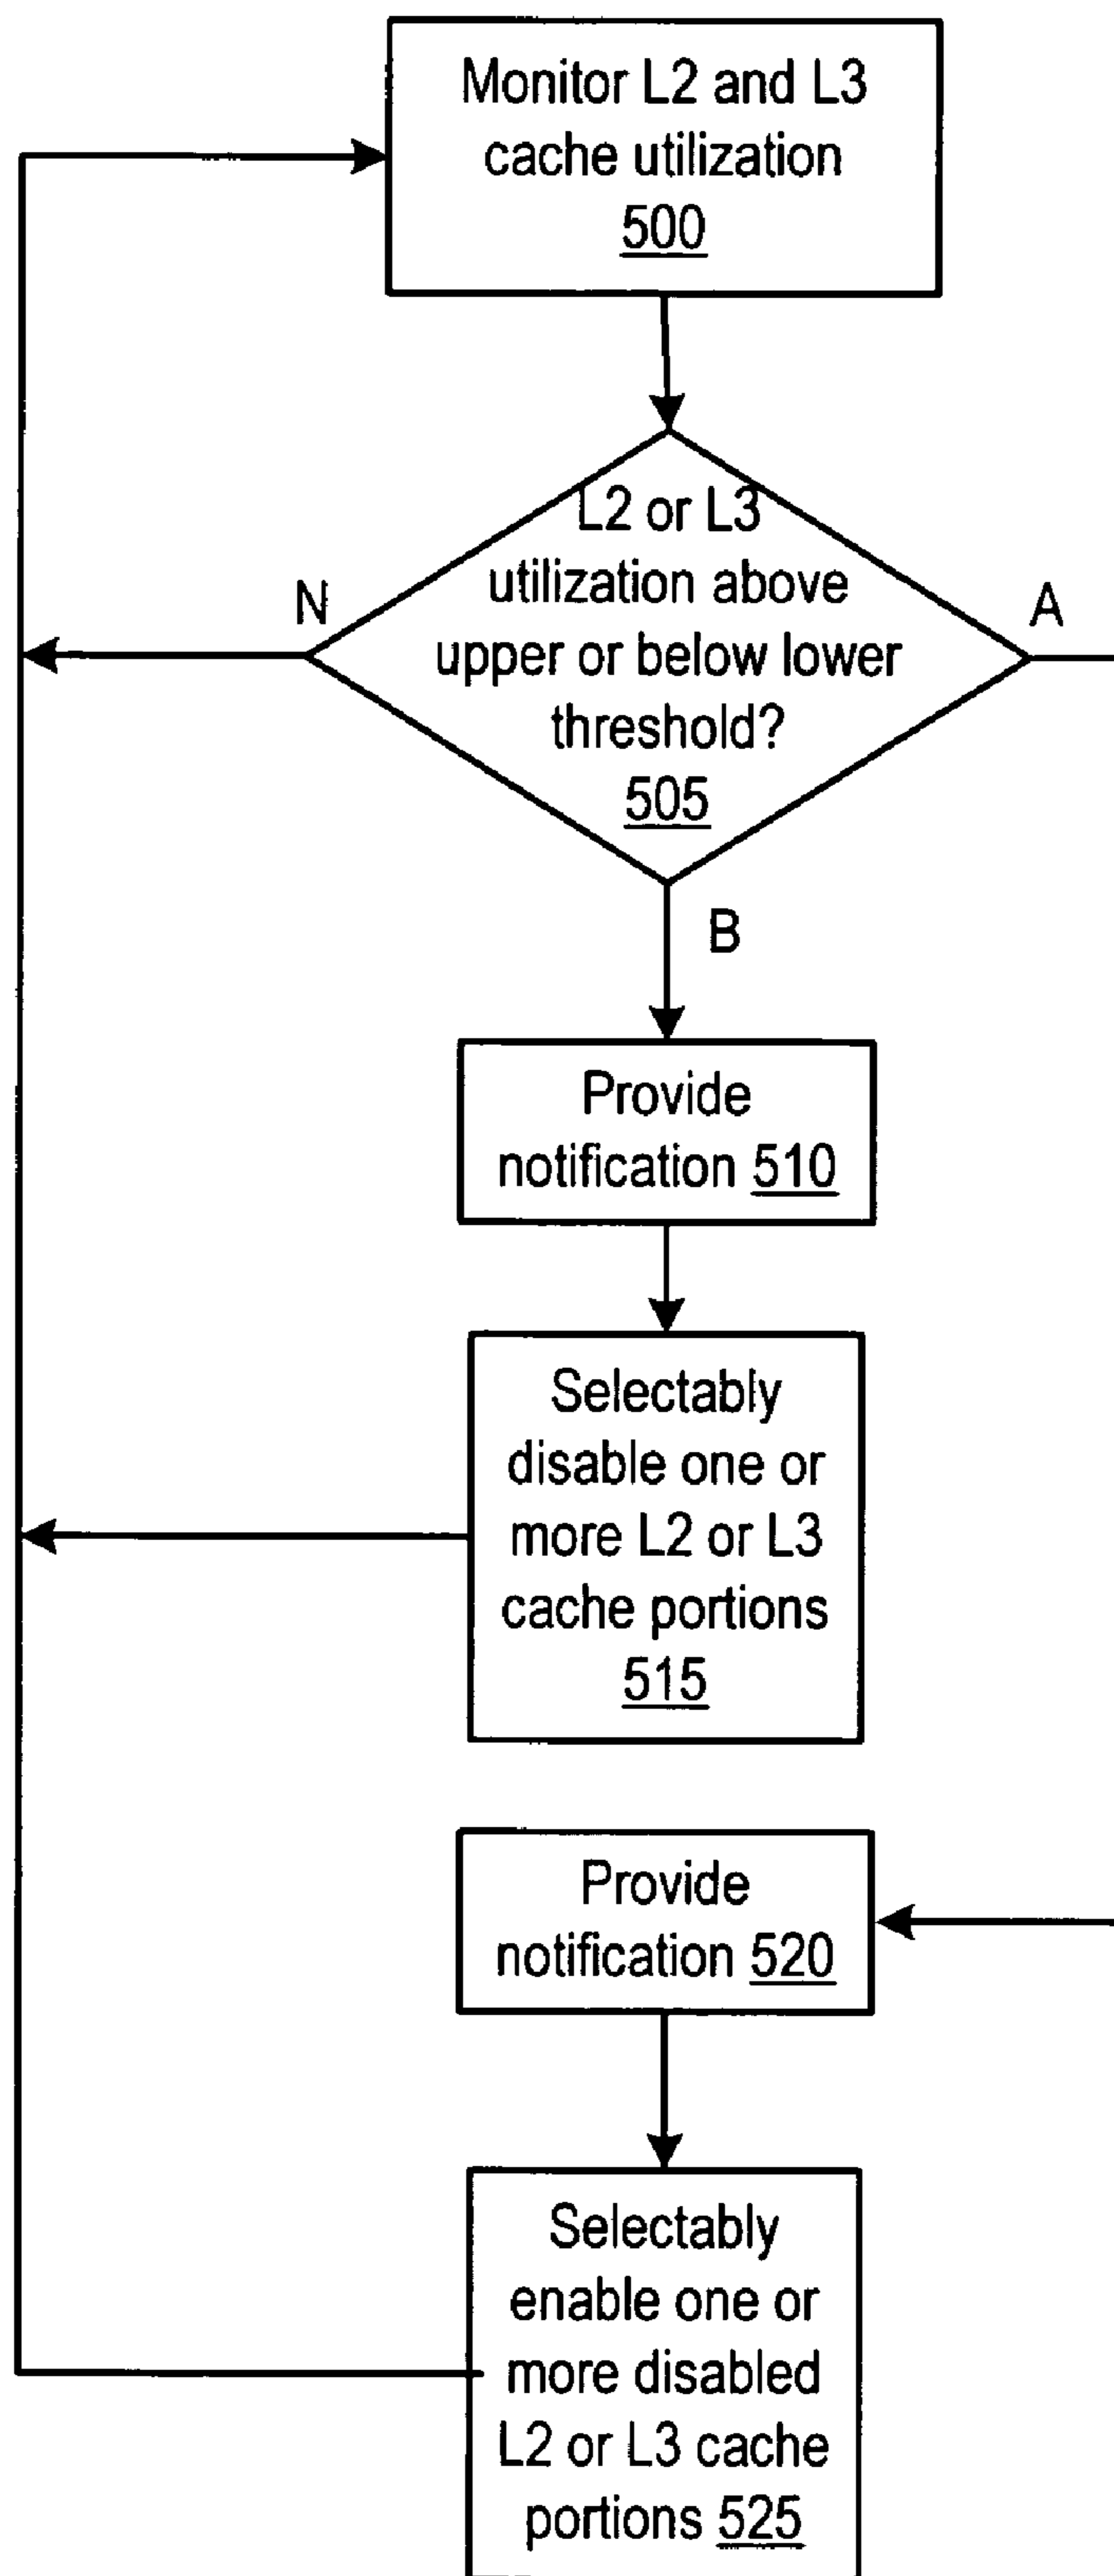 Monitor L2 and L3
cache utilization
500
L2 or L3
utilization above
upper or below lower
threshold?
505
N
A
B
Provide
notification 510
Selectably
disable one or
more L2 or L3
cache portions
515
Provide
notification 520
Selectably
enable one or
more disabled
L2 or L3 cache
portions 525